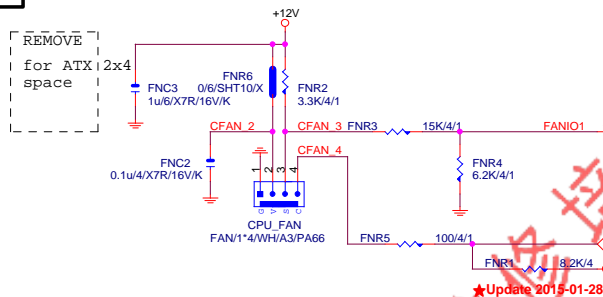 +12V
REMOVE
for ATX 2x4
space
FNR6
0/6/SHT10/X
FNR2
3.3K/4/1
FNC3
1u/6/X7R/16V/K
CFAN_2
CFAN_3
FNR3
15K/4/1
FANIO1
CFAN_4
FNC2
0.1u/4/X7R/16V/K
FNR4
6.2K/4/1
1
2
3
4
G
V
S
C
CPU_FAN
FAN/1*4/WH/A3/PA66
FNR5
100/4/1
FNR1
8.2K/4
★Update 2015-01-28
修